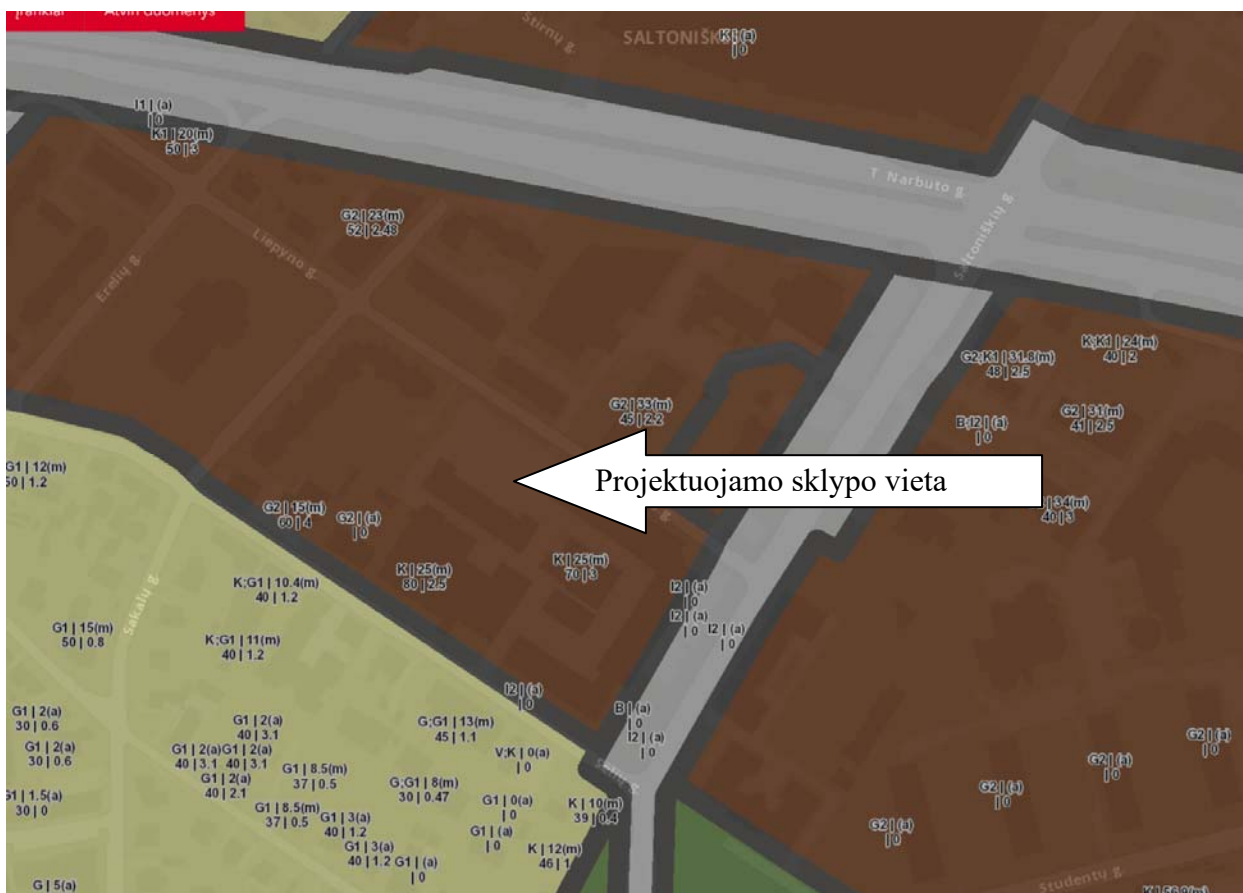 Įrankiai Atvirι duomenys
Stirnų g.
SALTONIŠK
K | (a)
| 0
I1 | (a)
| 0
K1 | 20(m)
50 | 3
T. Narbuto g.
Saltoniškių g.
G2 | 23(m)
52 | 2.48
Liepyno g.
Erelių g.
G2;K1 | 31.8(m)
48 | 2.5
K;K1 | 24(m)
40 | 2
G2 | 33(m)
45 | 2.2
B;I2 | (a)
| 0
G2 | 31(m)
41 | 2.5
Projektuojamo sklypo vieta
G1 | 12(m)
50 | 1.2
G2 | 15(m)
60 | 4
G2 | (a)
| 0
34(m)
40 | 3
g.
K | 25(m)
80 | 2.5
K | 25(m)
70 | 3
K;G1 | 10.4(m)
40 | 1.2
I2 | (a)
| 0
I2 | (a)
| 0
I2 | (a)
| 0
Sakalų g.
G1 | 15(m)
50 | 0.8
K;G1 | 11(m)
40 | 1.2
I2 | (a)
| 0
B | (a)
| 0
I2 | (a)
| 0
G1 | 2(a)
30 | 0.6
G1 | 2(a)
40 | 3.1
G;G1 | 13(m)
45 | 1.1
G2 | (a)
| 0
G1 | 2(a)
30 | 0.6
G1 | 2(a)
40 | 3.1
G1 | 2(a)
40 | 3.1
V;K | 0(a)
| 0
G2 | (a)
| 0
G1 | 2(a)
40 | 2.1
G1 | 8.5(m)
37 | 0.5
G;G1 | 8(m)
30 | 0.47
G2 | (a)
| 0
G1 | 1.5(a)
30 | 0
G1 | 8.5(m)
37 | 0.5
G1 | 3(a)
40 | 1.2
G1 | 0(a)
| 0
K | 10(m)
39 | 0.4
G2 | (a)
| 0
G1 | 3(a)
40 | 1.2
G1 | (a)
| 0
G1 | (a)
| 0
K | 12(m)
46 | 1
G | 5(a)
Studentų g.
K | 56.9(m)